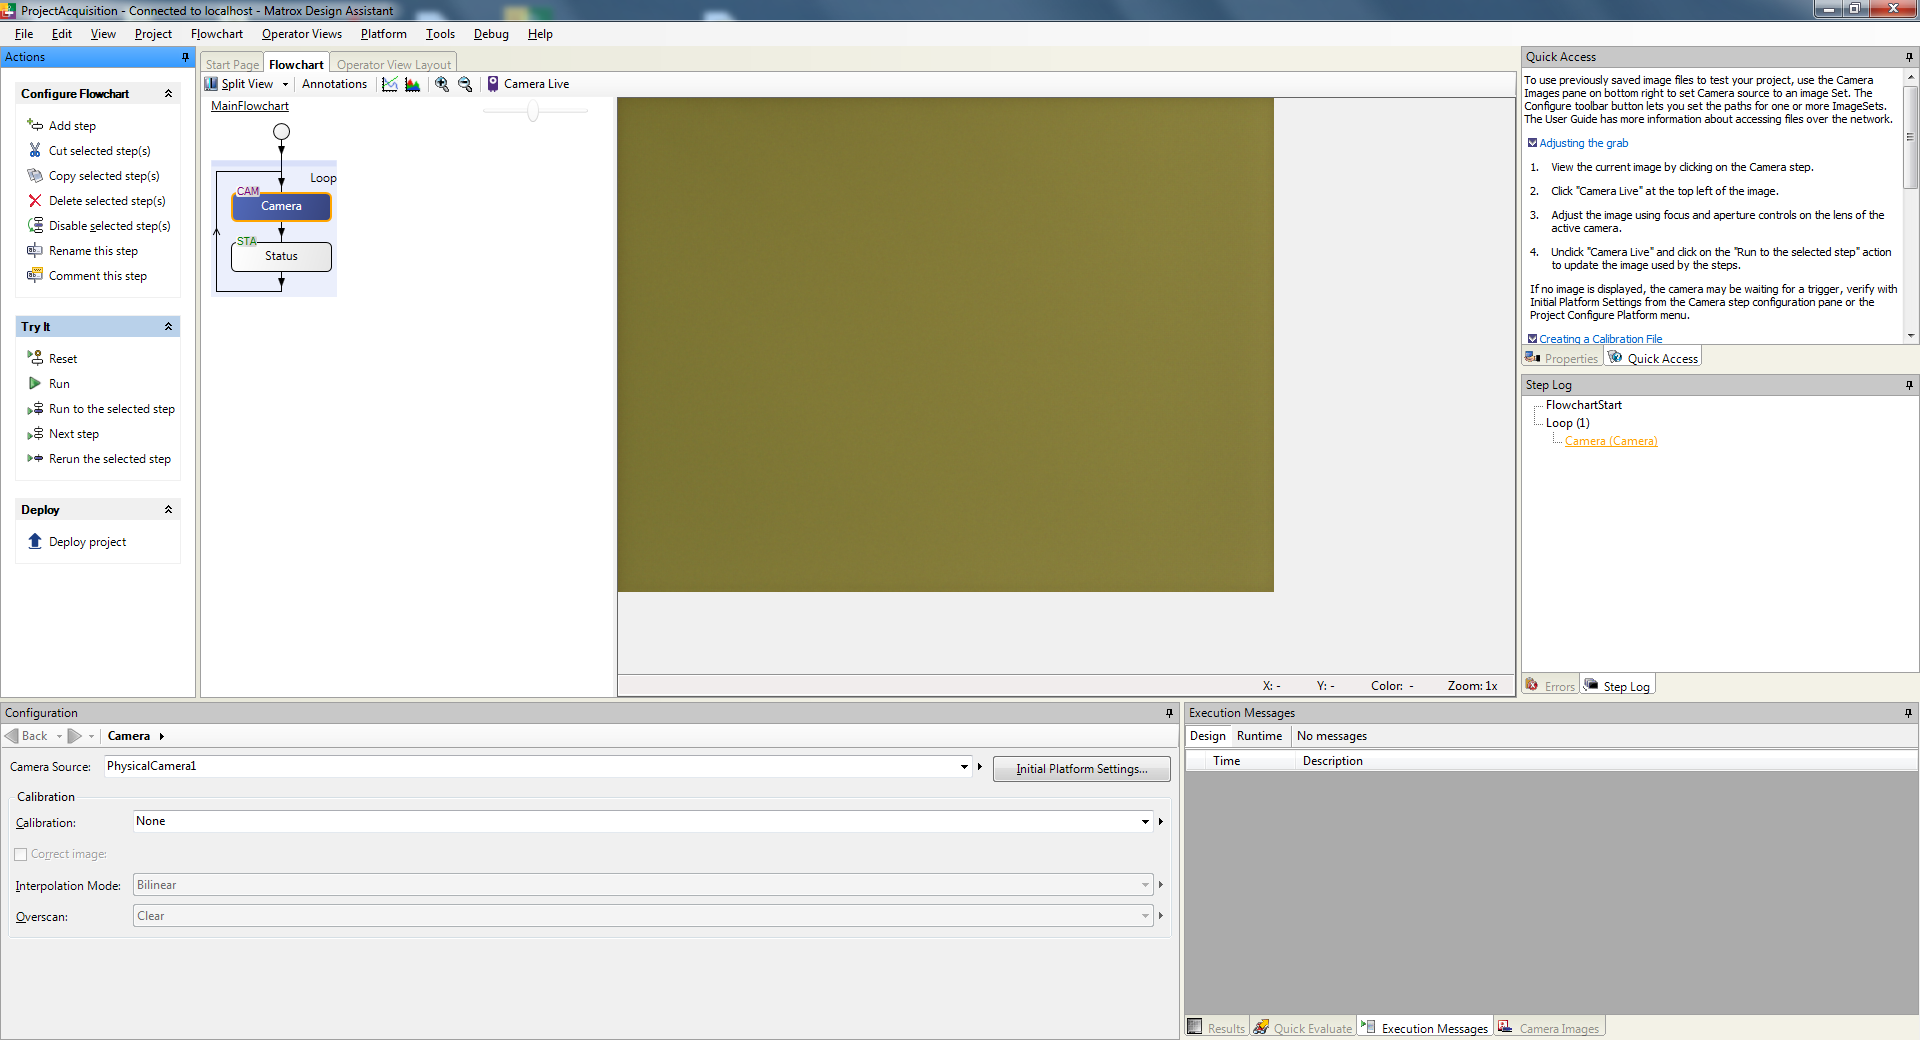 ProjectAcquisition - Connected to localhost - Matrox Design Assistant
File Edit View Project Flowchart Operator Views Platform Tools Debug Help
Actions
Configure Flowchart
Add step
Cut selected step(s)
Copy selected step(s)
Delete selected step(s)
Disable selected step(s)
Rename this step
Comment this step
Try It
Reset
Run
Run to the selected step
Next step
Rerun the selected step
Deploy
Deploy project
Start Page Flowchart Operator View Layout
Split View Annotations Camera Live
MainFlowchart
Loop
CAM
Camera
STA
Status
X: - Y: - Color: - Zoom: 1x
Quick Access
To use previously saved image files to test your project, use the Camera
Images pane on bottom right to set Camera source to an image Set. The
Configure toolbar button lets you set the paths for one or more ImageSets.
The User Guide has more information about accessing files over the network.
Adjusting the grab
1. View the current image by clicking on the Camera step.
2. Click "Camera Live" at the top left of the image.
3. Adjust the image using focus and aperture controls on the lens of the
active camera.
4. Unclick "Camera Live" and click on the "Run to the selected step" action
to update the image used by the steps.
If no image is displayed, the camera may be waiting for a trigger, verify with
Initial Platform Settings from the Camera step configuration pane or the
Project Configure Platform menu.
Creating a Calibration File
Properties Quick Access
Step Log
FlowchartStart
Loop (1)
Camera (Camera)
Errors Step Log
Configuration
Back Camera
Camera Source: PhysicalCamera1 Initial Platform Settings...
Calibration
Calibration: None
Correct image:
Interpolation Mode: Bilinear
Overscan: Clear
Execution Messages
Design Runtime No messages
Time Description
Results Quick Evaluate Execution Messages Camera Images